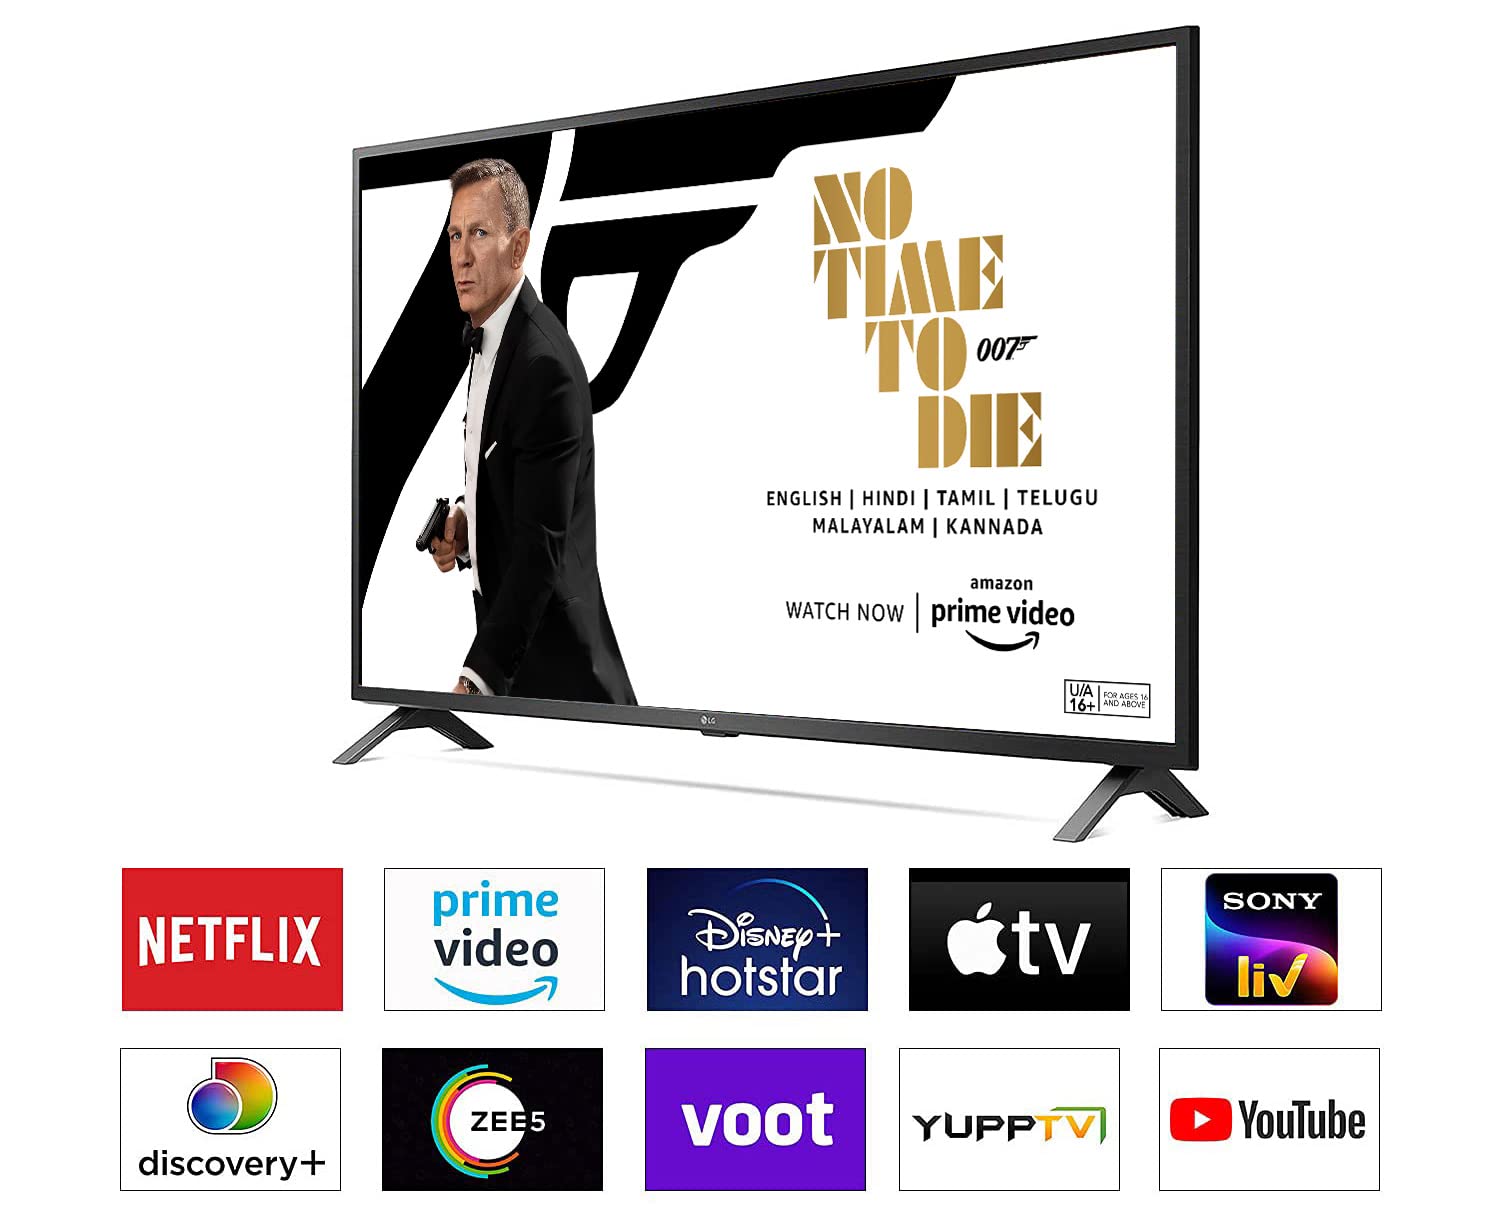 NO
TIME
TO
007
DIE
ENGLISH | HINDI | TAMIL | TELUGU
MALAYALAM | KANNADA
WATCH NOW | amazon prime video
U/A 16+ FOR AGES 16 AND ABOVE
LG
NETFLIX
prime video
Disney+ hotstar
tv
SONY liv
discovery+
ZEE5
voot
YUPPTV
YouTube